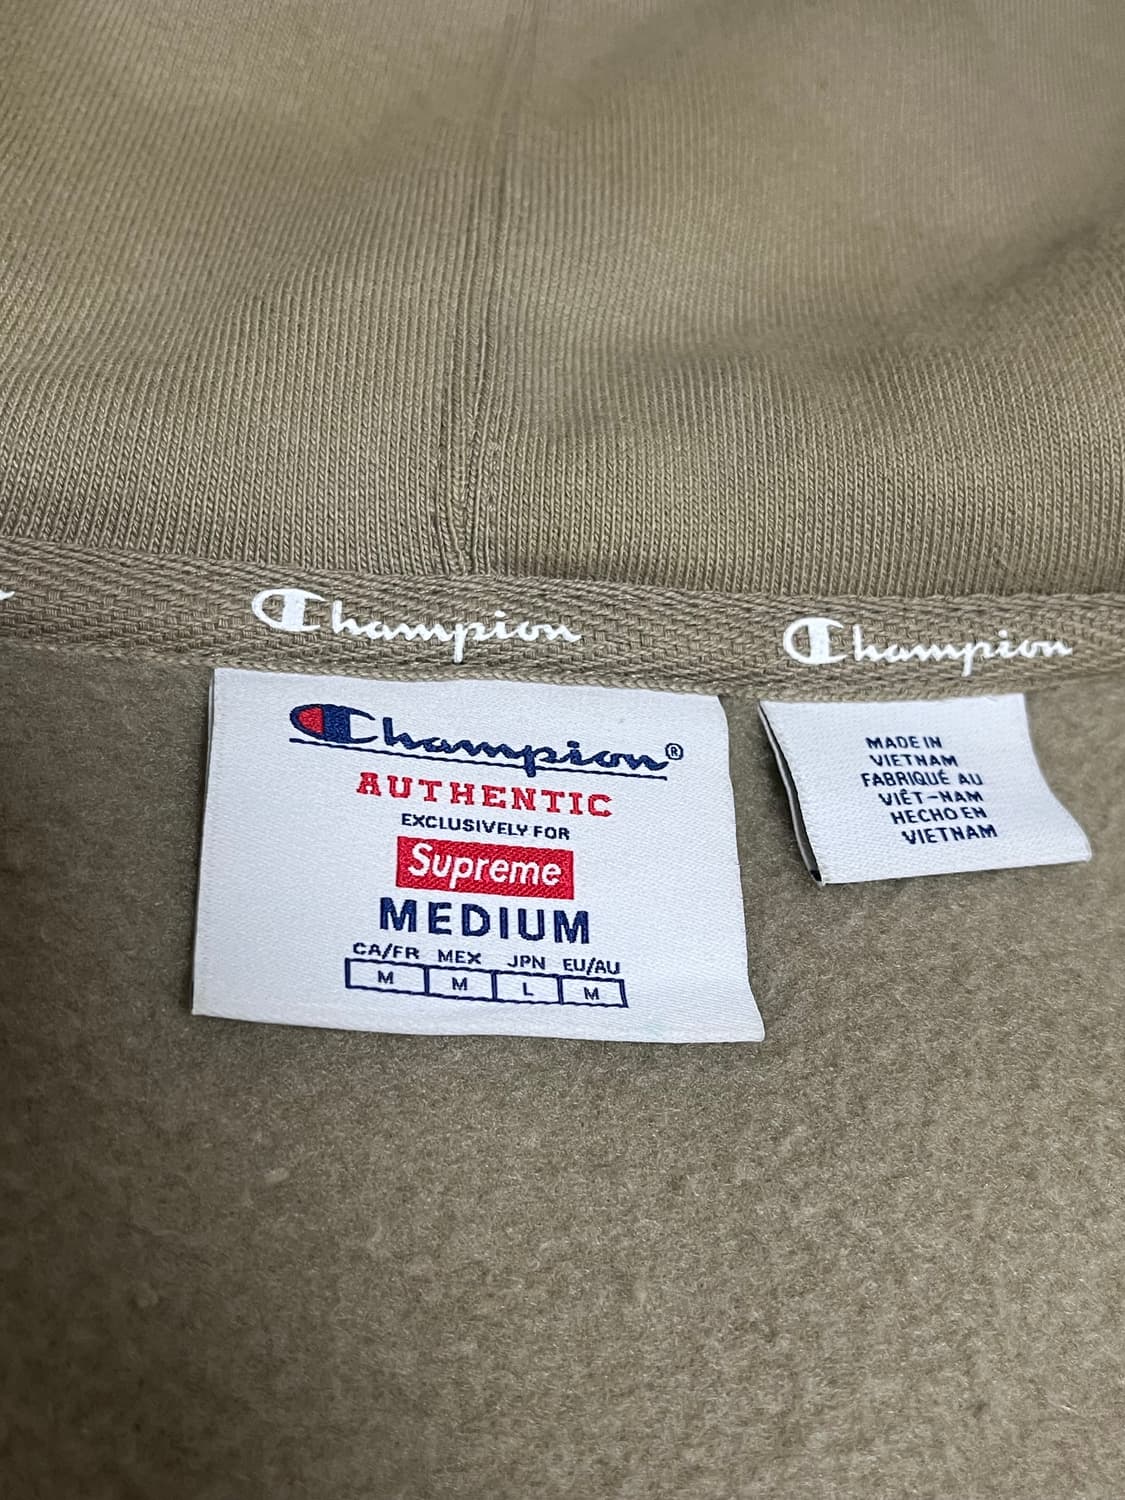 Champion Champion
Champion®
AUTHENTIC
EXCLUSIVELY FOR
Supreme
MEDIUM
CA/FR MEX JPN EU/AU
M M L M
MADE IN
VIETNAM
FABRIQUÉ AU
VIÊT-NAM
HECHO EN
VIETNAM